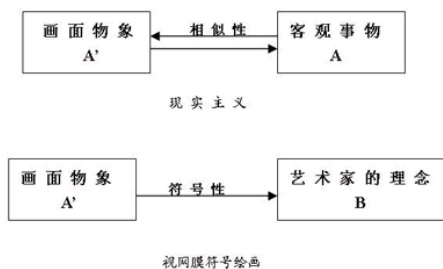 画面物象 相似性 客观事物
A' A
现实主义
画面物象 符号性 艺术家的理念
A' B
视网膜符号绘画